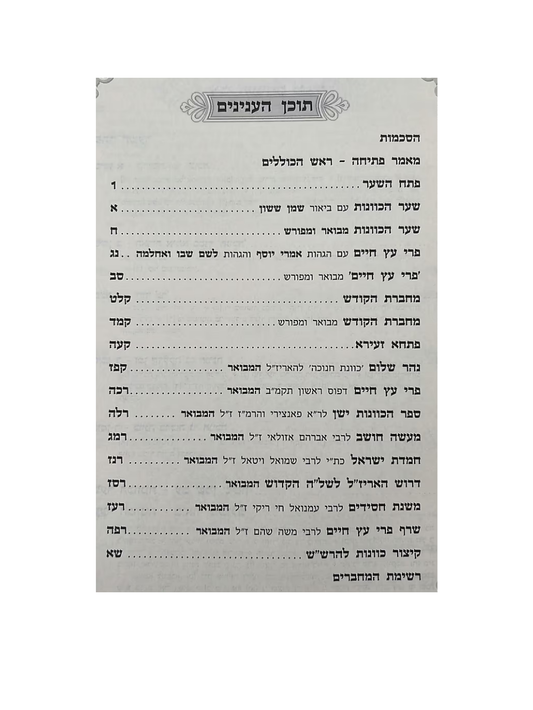 תוכן הענינים
הסכמות
מאמר פתיחה - ראש הכוללים
פתח השער 1
שער הכוונות עם ביאור שמן ששון א
שער הכוונות מבואר ומפורש ח
פרי עץ חיים עם הגהות אמרי יוסף והגהות לשם שבו ואחלמה נג
'פרי עץ חיים' מבואר ומפורש סב
מחברת הקודש קלט
מחברת הקודש מבואר ומפורש קמד
פתחא זעירא קעה
נהר שלום 'כוונת חנוכה' להאריז"ל המבואר קפז
פרי עץ חיים דפוס ראשון תקמ"ב המבואר רכה
ספר הכוונות ישן לר"א פאנצירי והרמ"ז ז"ל המבואר רלה
מעשה חושב לרבי אברהם אזולאי ז"ל המבואר רמג
חמדת ישראל כת"י לרבי שמואל ויטאל ז"ל המבואר רנז
דרוש האריז"ל לשל"ה הקדוש המבואר רסז
משנת חסידים לרבי עמנואל חי ריקי ז"ל המבואר רעז
שרף פרי עץ חיים לרבי משה שהם ז"ל המבואר רפה
קיצור כוונות להרש"ש שא
רשימת המחברים